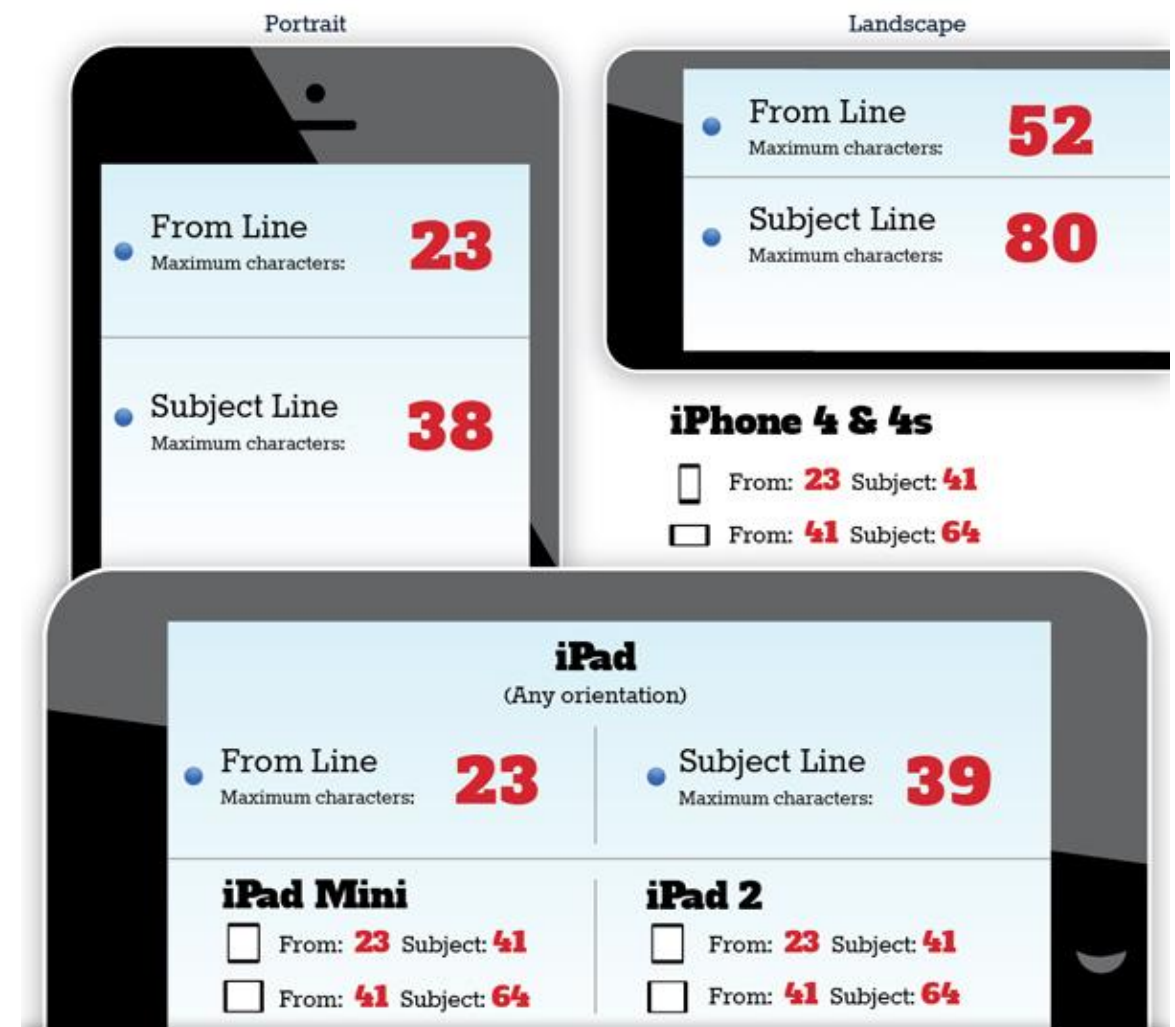 Portrait
From Line
Maximum characters: 23
Subject Line
Maximum characters: 38
Landscape
From Line
Maximum characters: 52
Subject Line
Maximum characters: 80
iPhone 4 & 4s
From: 23 Subject: 41
From: 41 Subject: 64
iPad
(Any orientation)
From Line
Maximum characters: 23
Subject Line
Maximum characters: 39
iPad Mini
From: 23 Subject: 41
From: 41 Subject: 64
iPad 2
From: 23 Subject: 41
From: 41 Subject: 64